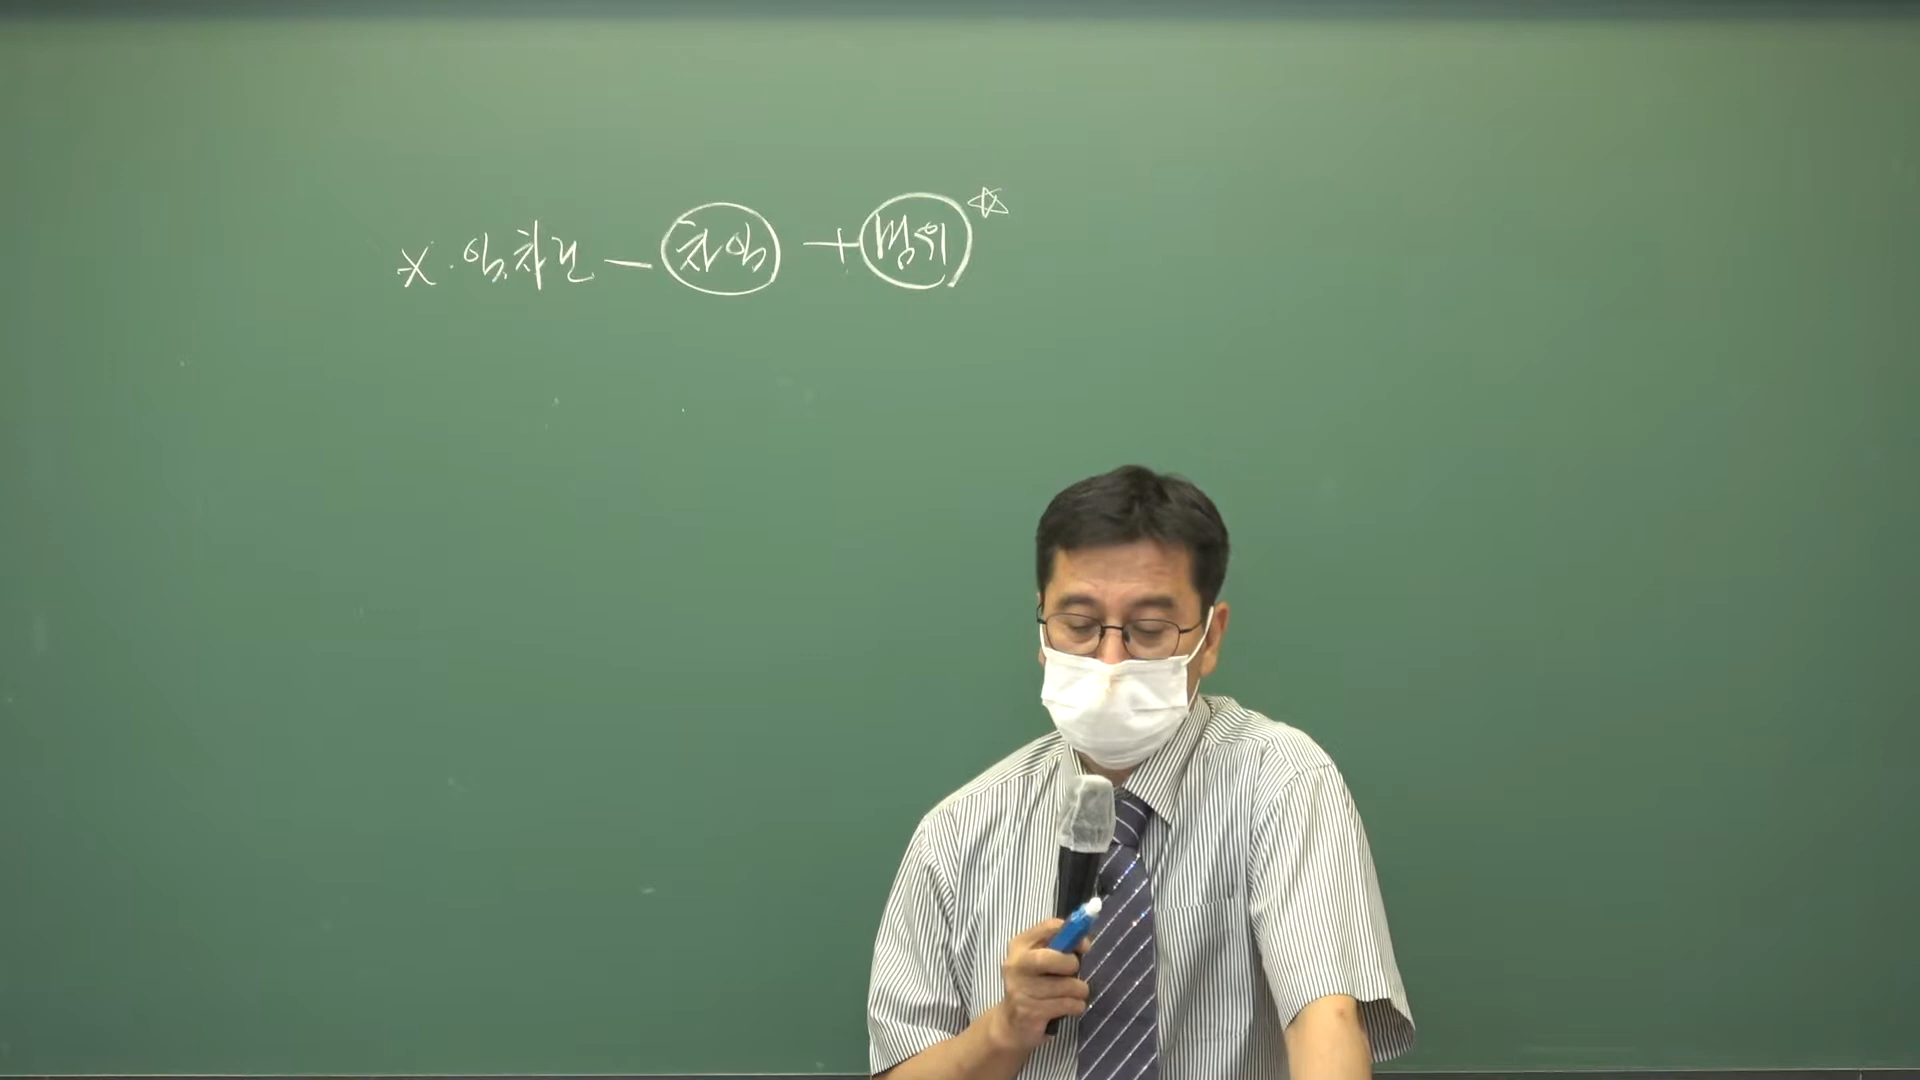 ※. 임차권 — 차임 + 범위 ☆